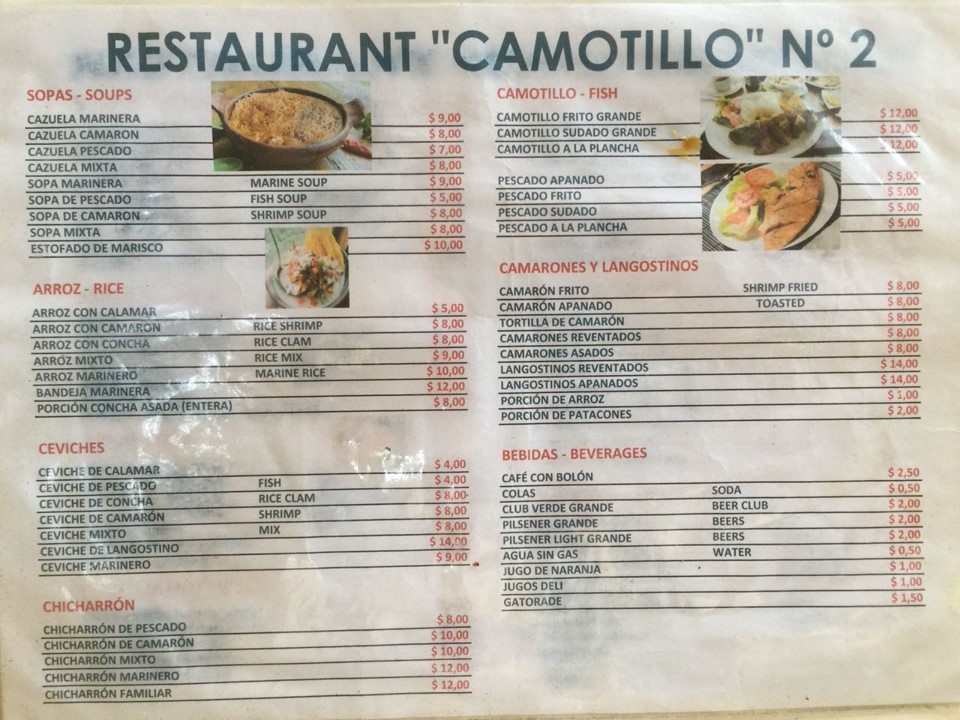 RESTAURANT "CAMOTILLO" Nº 2
SOPAS - SOUPS
CAZUELA MARINERA $ 9,00
CAZUELA CAMARON $ 8,00
CAZUELA PESCADO $ 7,00
CAZUELA MIXTA $ 8,00
SOPA MARINERA MARINE SOUP $ 9,00
SOPA DE PESCADO FISH SOUP $ 5,00
SOPA DE CAMARON SHRIMP SOUP $ 8,00
SOPA MIXTA $ 8,00
ESTOFADO DE MARISCO $ 10,00
ARROZ - RICE
ARROZ CON CALAMAR $ 5,00
ARROZ CON CAMARON RICE SHRIMP $ 8,00
ARROZ CON CONCHA RICE CLAM $ 8,00
ARROZ MIXTO RICE MIX $ 9,00
ARROZ MARINERO MARINE RICE $ 10,00
BANDEJA MARINERA $ 12,00
PORCIÓN CONCHA ASADA (ENTERA) $ 8,00
CEVICHES
CEVICHE DE CALAMAR $ 4,00
CEVICHE DE PESCADO FISH $ 4,00
CEVICHE DE CONCHA RICE CLAM $ 8,00
CEVICHE DE CAMARÓN SHRIMP $ 8,00
CEVICHE MIXTO MIX $ 8,00
CEVICHE DE LANGOSTINO $ 14,00
CEVICHE MARINERO $ 9,00
CHICHARRÓN
CHICHARRÓN DE PESCADO $ 8,00
CHICHARRÓN DE CAMARÓN $ 10,00
CHICHARRÓN MIXTO $ 10,00
CHICHARRÓN MARINERO $ 12,00
CHICHARRÓN FAMILIAR $ 12,00
CAMOTILLO - FISH
CAMOTILLO FRITO GRANDE $ 12,00
CAMOTILLO SUDADO GRANDE $ 12,00
CAMOTILLO A LA PLANCHA $ 12,00
PESCADO APANADO $ 5,00
PESCADO FRITO $ 5,00
PESCADO SUDADO $ 5,00
PESCADO A LA PLANCHA $ 5,00
CAMARONES Y LANGOSTINOS
CAMARÓN FRITO SHRIMP FRIED $ 8,00
CAMARÓN APANADO TOASTED $ 8,00
TORTILLA DE CAMARÓN $ 8,00
CAMARONES REVENTADOS $ 8,00
CAMARONES ASADOS $ 8,00
LANGOSTINOS REVENTADOS $ 14,00
LANGOSTINOS APANADOS $ 14,00
PORCIÓN DE ARROZ $ 1,00
PORCIÓN DE PATACONES $ 2,00
BEBIDAS - BEVERAGES
CAFÉ CON BOLÓN $ 2,50
COLAS SODA $ 0,50
CLUB VERDE GRANDE BEER CLUB $ 2,00
PILSENER GRANDE BEERS $ 2,00
PILSENER LIGHT GRANDE BEERS $ 2,00
AGUA SIN GAS WATER $ 0,50
JUGO DE NARANJA $ 1,00
JUGOS DELI $ 1,00
GATORADE $ 1,50